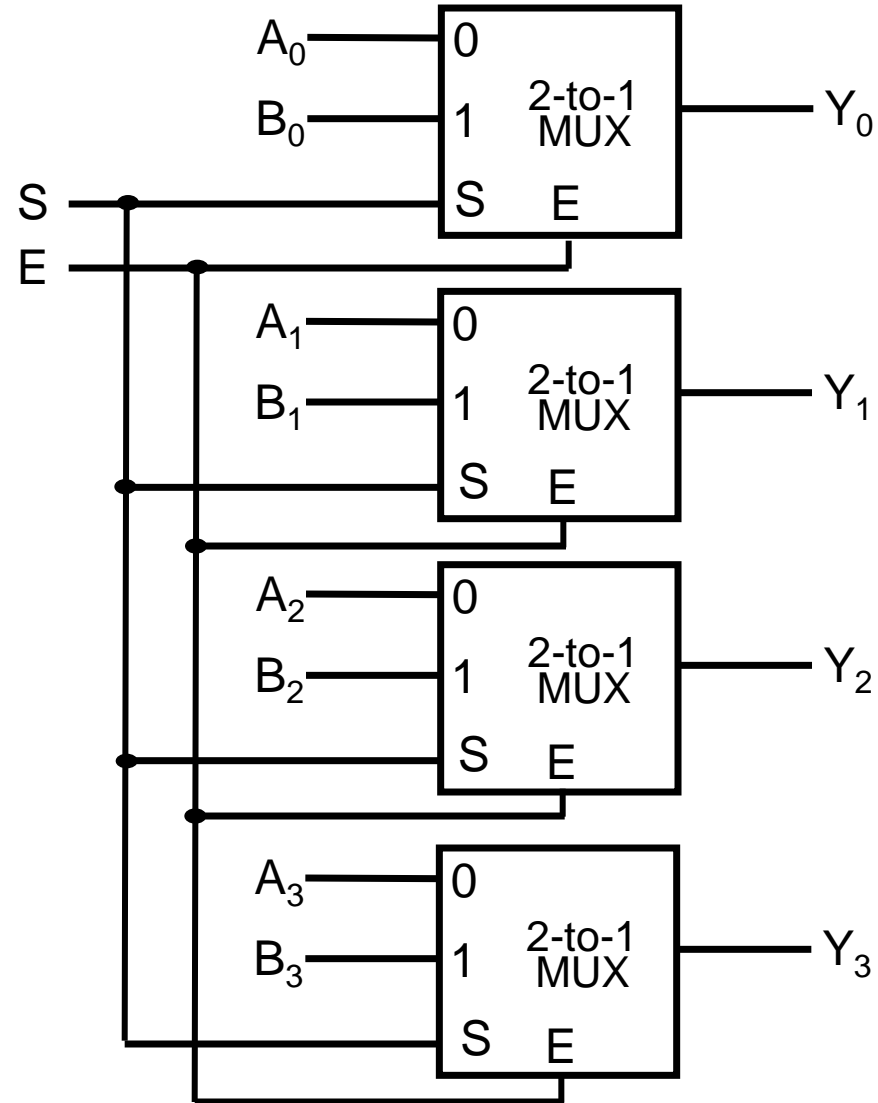 A₀ 0
2-to-1
MUX
Y₀
B₀ 1
S S E
E
A₁ 0
2-to-1
MUX
Y₁
B₁ 1
S E
A₂ 0
2-to-1
MUX
Y₂
B₂ 1
S E
A₃ 0
2-to-1
MUX
Y₃
B₃ 1
S E